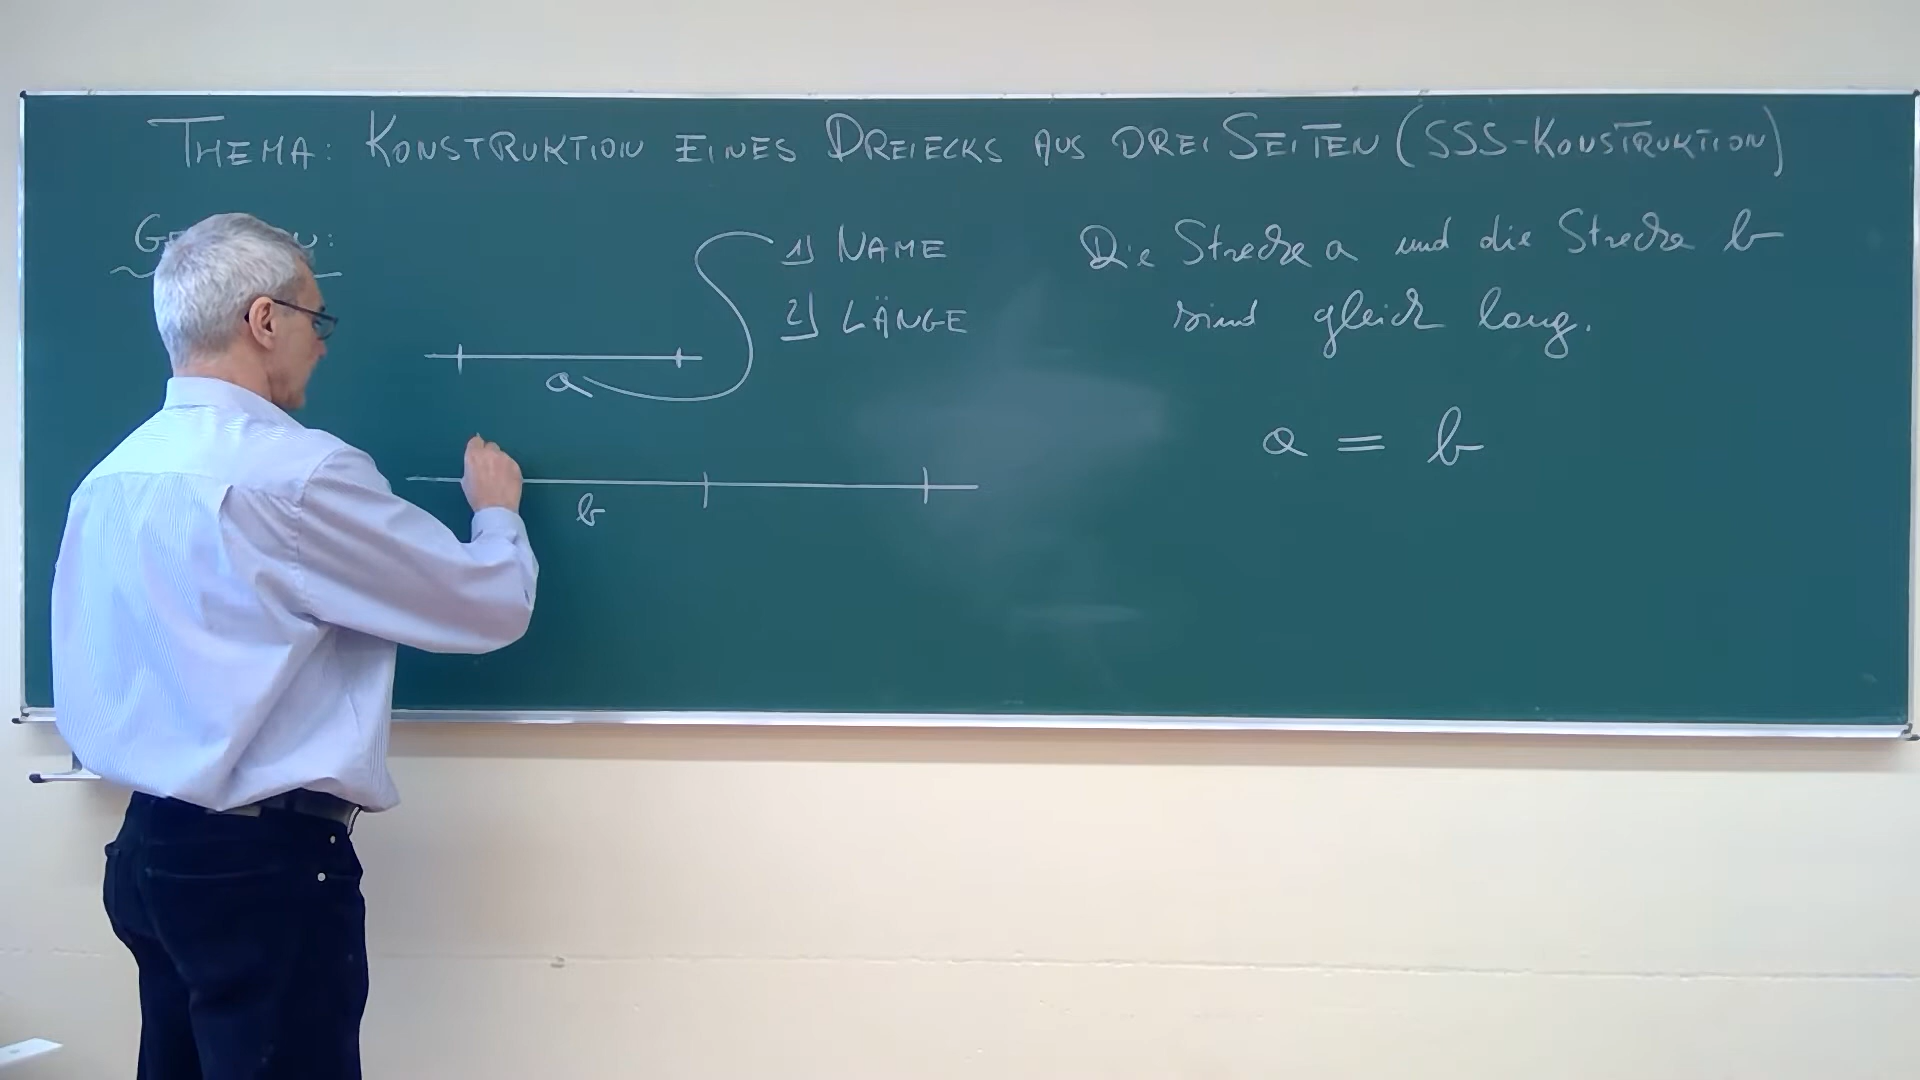 THEMA: KONSTRUKTION EINES DREIECKS AUS DREI SEITEN (SSS-KONSTRUKTION)
1) NAME
2) LÄNGE
a
b
Die Strecke a und die Strecke b
sind gleich lang.
a = b